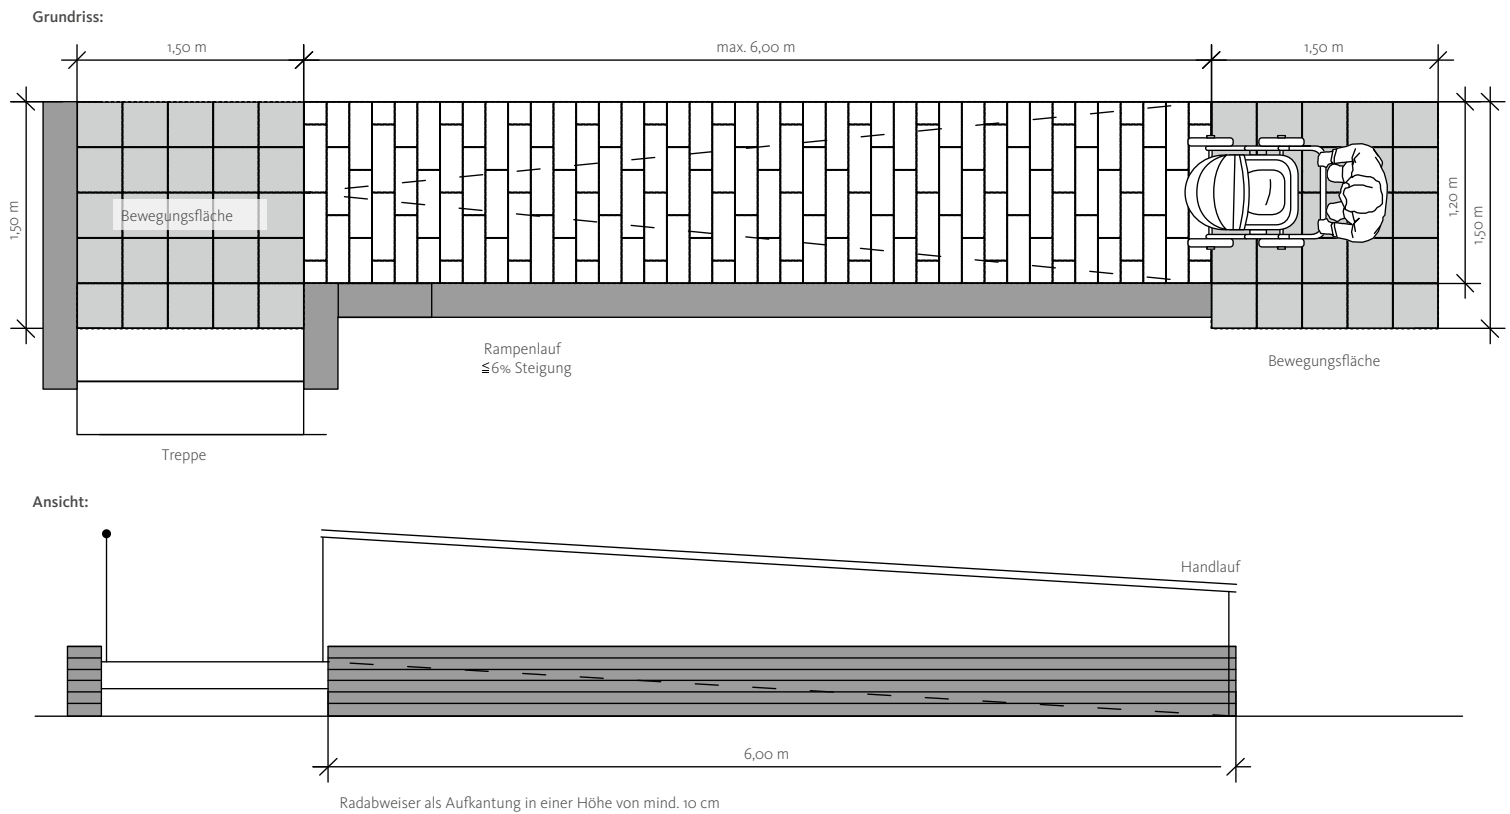 Grundriss:
1,50 m
max. 6,00 m
1,50 m
1,50 m
Bewegungsfläche
1,20 m
1,50 m
Rampenlauf
≦6% Steigung
Bewegungsfläche
Treppe
Ansicht:
Handlauf
6,00 m
Radabweiser als Aufkantung in einer Höhe von mind. 10 cm